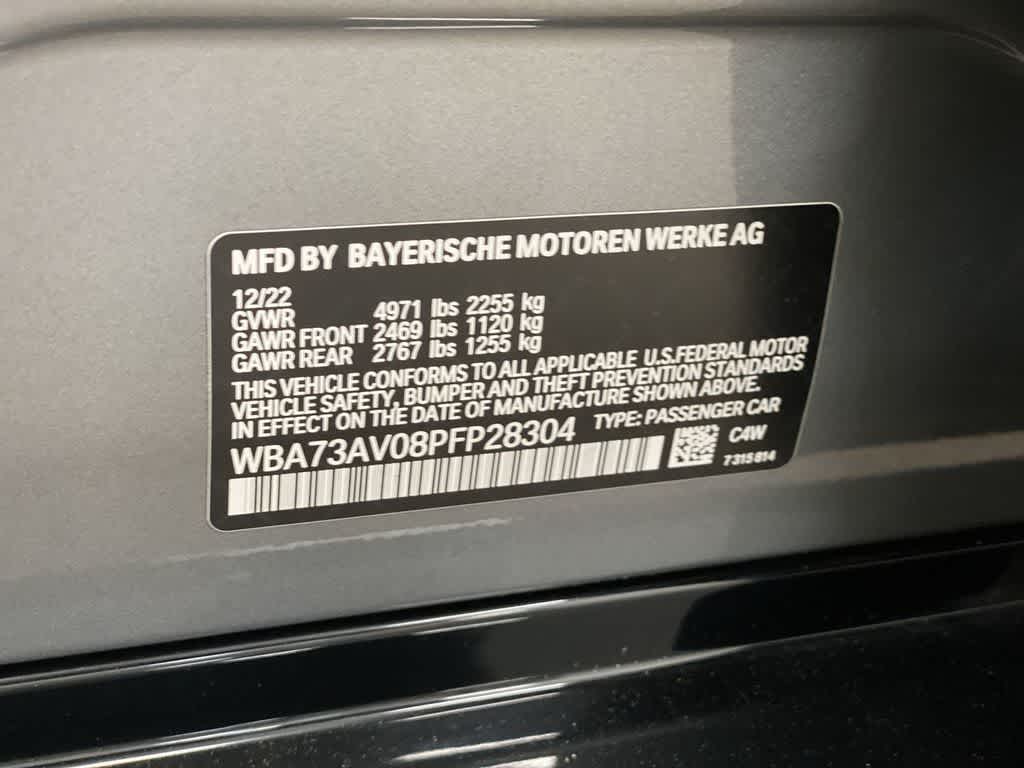 MFD BY BAYERISCHE MOTOREN WERKE AG
12/22
GVWR 4971 lbs 2255 kg
GAWR FRONT 2469 lbs 1120 kg
GAWR REAR 2767 lbs 1255 kg
THIS VEHICLE CONFORMS TO ALL APPLICABLE U.S.FEDERAL MOTOR
VEHICLE SAFETY, BUMPER AND THEFT PREVENTION STANDARDS
IN EFFECT ON THE DATE OF MANUFACTURE SHOWN ABOVE.
WBA73AV08PFP28304 TYPE: PASSENGER CAR
C4W
7315814